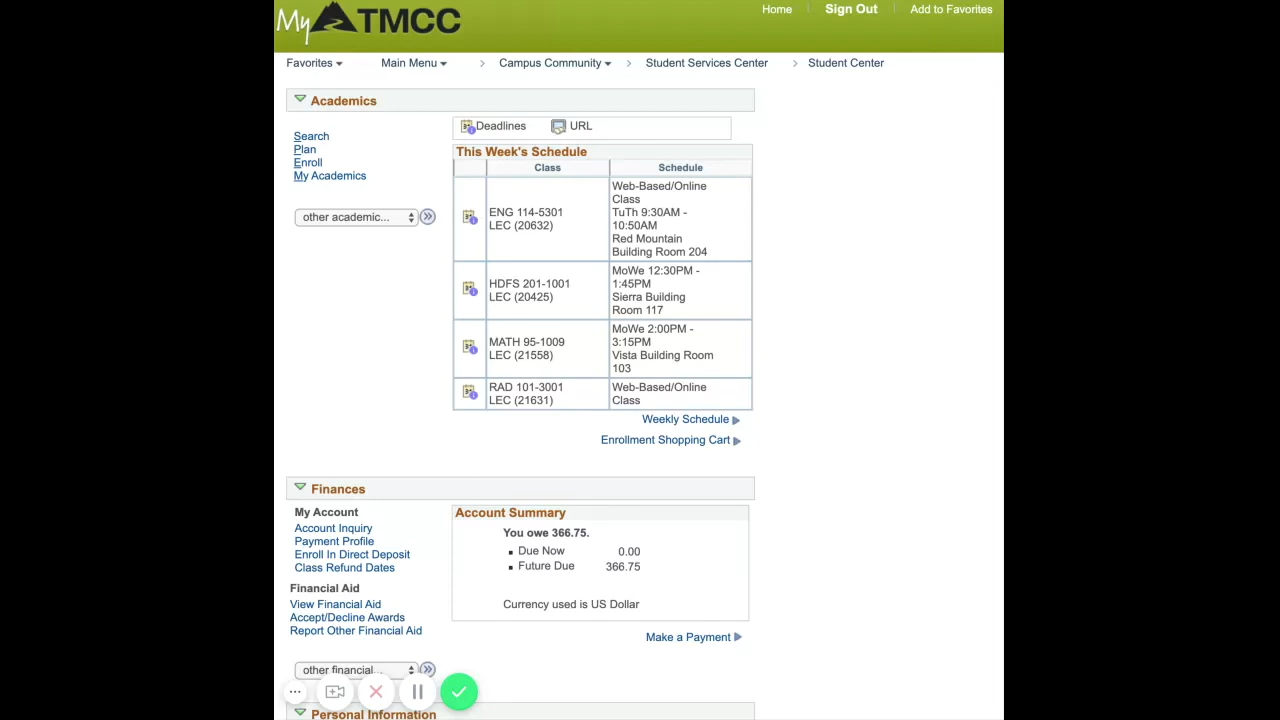 My TMCC
Home
Sign Out
Add to Favorites
Favorites
Main Menu
Campus Community
Student Services Center
Student Center
Academics
Search
Plan
Enroll
My Academics
other academic...
Deadlines
URL
This Week's Schedule
Class
Schedule
ENG 114-5301
LEC (20632)
Web-Based/Online
Class
TuTh 9:30AM -
10:50AM
Red Mountain
Building Room 204
HDFS 201-1001
LEC (20425)
MoWe 12:30PM -
1:45PM
Sierra Building
Room 117
MATH 95-1009
LEC (21558)
MoWe 2:00PM -
3:15PM
Vista Building Room
103
RAD 101-3001
LEC (21631)
Web-Based/Online
Class
Weekly Schedule
Enrollment Shopping Cart
Finances
My Account
Account Inquiry
Payment Profile
Enroll In Direct Deposit
Class Refund Dates
Financial Aid
View Financial Aid
Accept/Decline Awards
Report Other Financial Aid
other financial...
Account Summary
You owe 366.75.
Due Now 0.00
Future Due 366.75
Currency used is US Dollar
Make a Payment
Personal Information